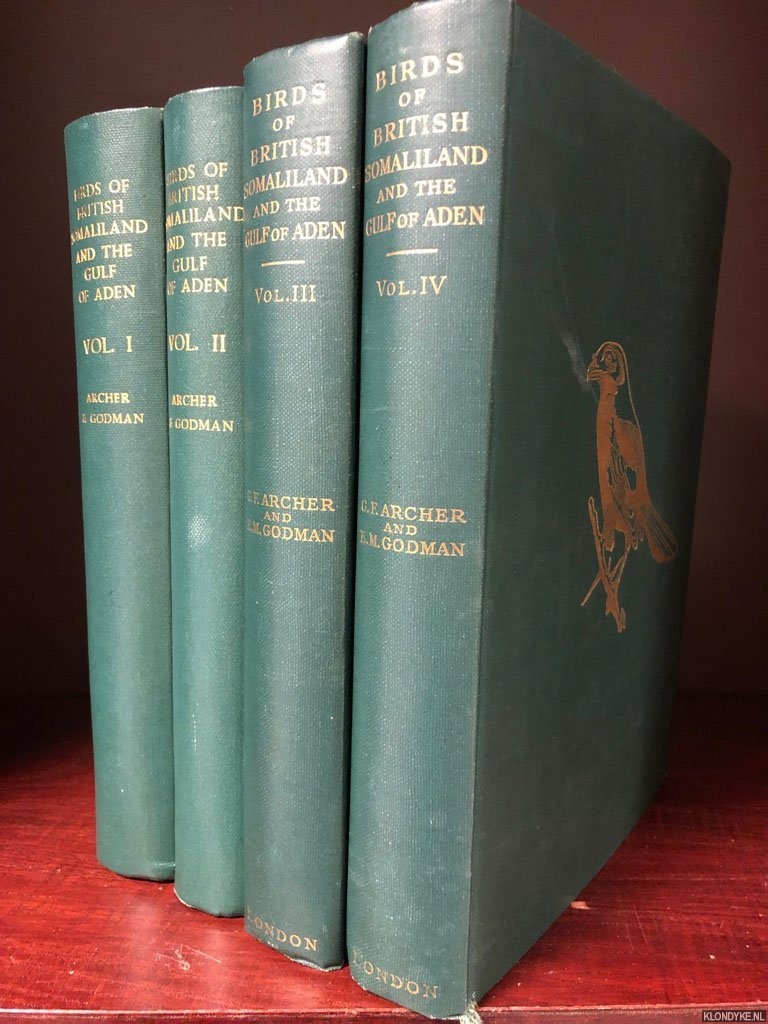 BIRDS OF
BRITISH
SOMALILAND
AND THE
GULF
OF ADEN
VOL. I
ARCHER
& GODMAN
BIRDS OF
BRITISH
SOMALILAND
AND THE
GULF
OF ADEN
VOL. II
ARCHER
& GODMAN
BIRDS
OF
BRITISH
SOMALILAND
AND THE
GULF OF ADEN
VOL. III
G. F. ARCHER
AND
E. M. GODMAN
LONDON
BIRDS
OF
BRITISH
SOMALILAND
AND THE
GULF OF ADEN
VOL. IV
G. F. ARCHER
AND
E. M. GODMAN
LONDON
KLONDYKE.NL